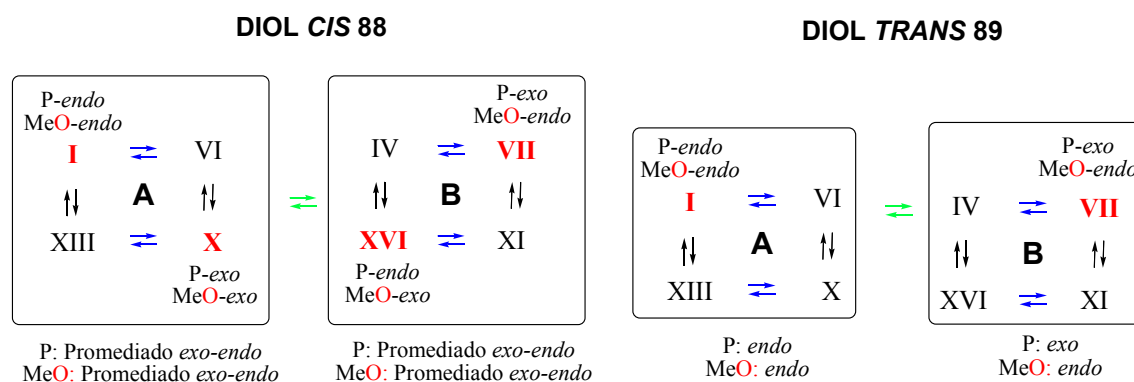 DIOL CIS 88
P-endo
MeO-endo
I
VI
A
XIII
X
P-exo
MeO-exo
P: Promediado exo-endo
MeO: Promediado exo-endo
P-exo
MeO-endo
IV
VII
B
XVI
XI
P-endo
MeO-exo
P: Promediado exo-endo
MeO: Promediado exo-endo
DIOL TRANS 89
P-endo
MeO-endo
I
VI
A
XIII
X
P: endo
MeO: endo
P-exo
MeO-endo
IV
VII
B
XVI
XI
P: exo
MeO: endo